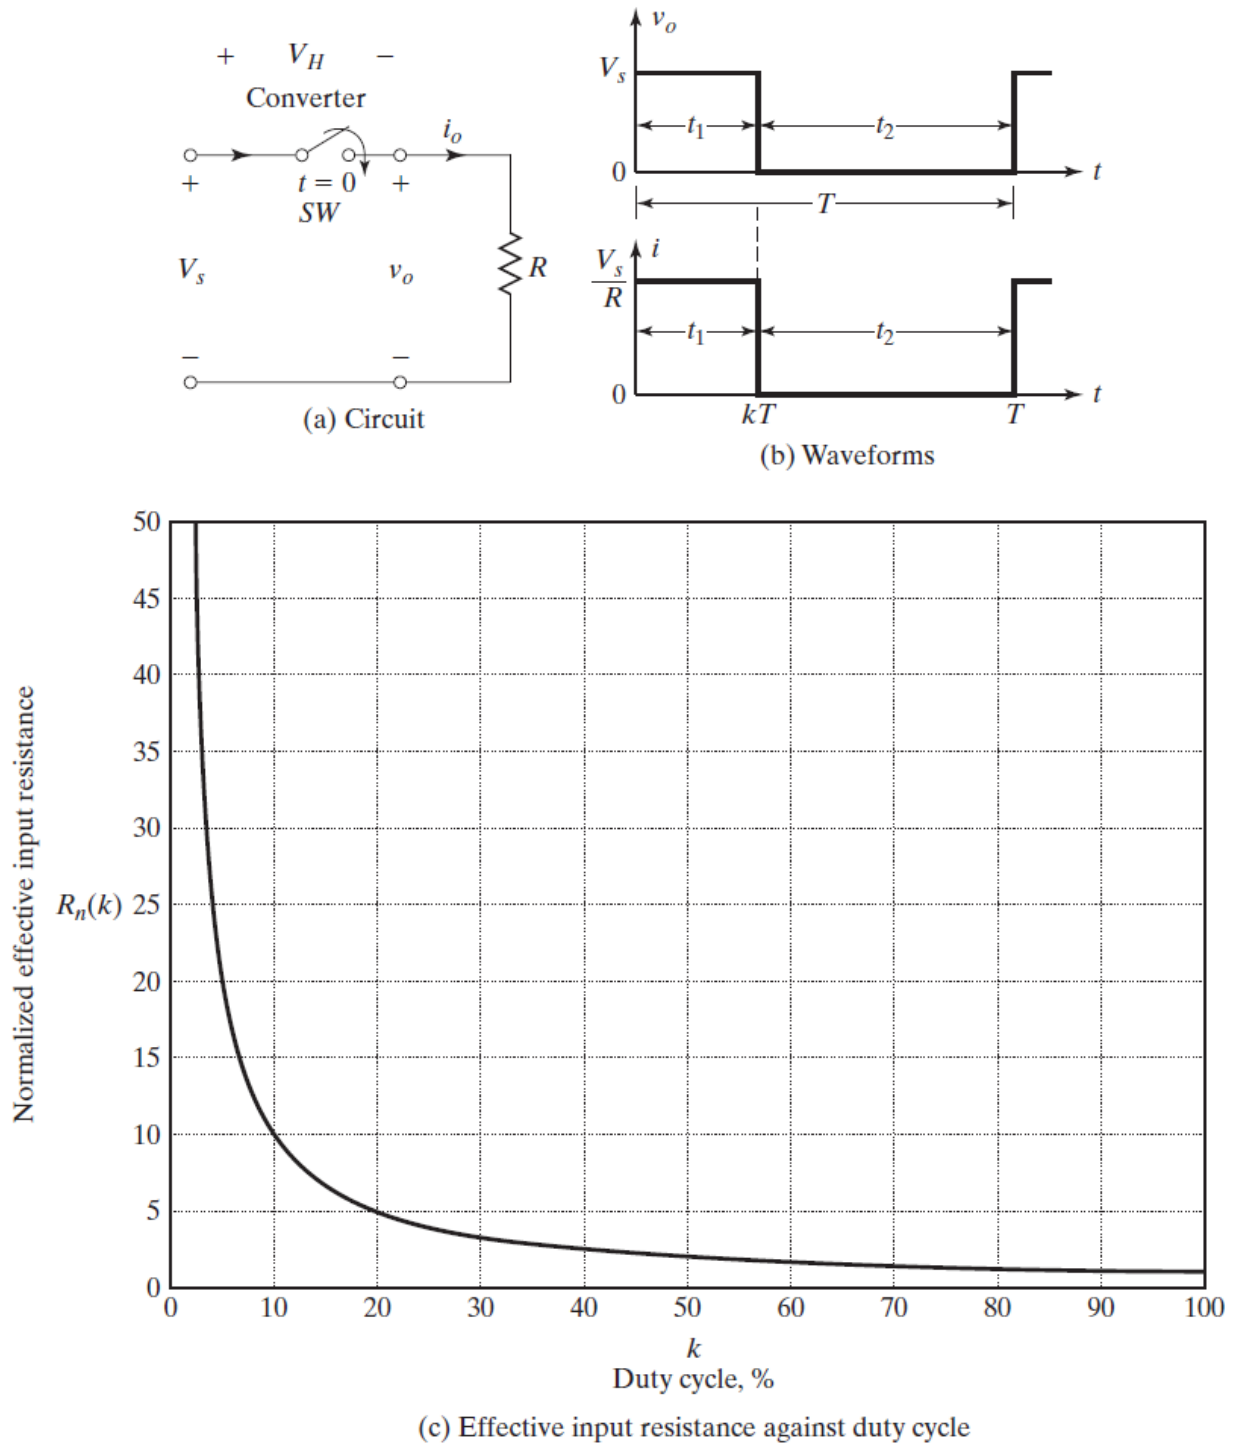 + V_H −
Converter
i_o
+ t = 0 +
SW
V_s v_o R
− −
(a) Circuit
v_o
V_s
t_1 t_2
0 t
T
V_s/R i
t_1 t_2
0 t
kT T
(b) Waveforms
50
45
40
35
30
R_n(k) 25
20
15
10
5
0
Normalized effective input resistance
0 10 20 30 40 50 60 70 80 90 100
k
Duty cycle, %
(c) Effective input resistance against duty cycle